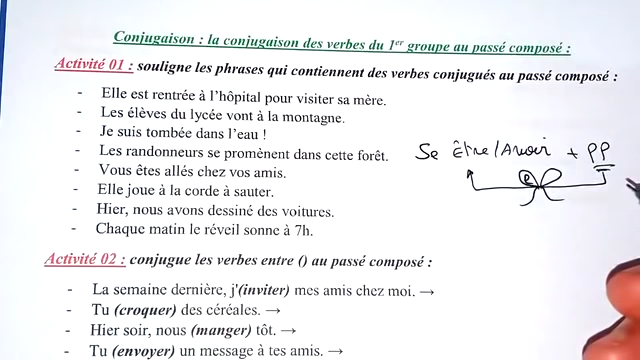 Conjugaison : la conjugaison des verbes du 1er groupe au passé composé :
Activité 01 : souligne les phrases qui contiennent des verbes conjugués au passé composé :
- Elle est rentrée à l'hôpital pour visiter sa mère.
- Les élèves du lycée vont à la montagne.
- Je suis tombée dans l'eau !
- Les randonneurs se promènent dans cette forêt.
Se Être/Avoir + PP
- Vous êtes allés chez vos amis.
e
- Elle joue à la corde à sauter.
- Hier, nous avons dessiné des voitures.
- Chaque matin le réveil sonne à 7h.
Activité 02 : conjugue les verbes entre () au passé composé :
- La semaine dernière, j'(inviter) mes amis chez moi. →
- Tu (croquer) des céréales. →
- Hier soir, nous (manger) tôt. →
- Tu (envoyer) un message à tes amis. →